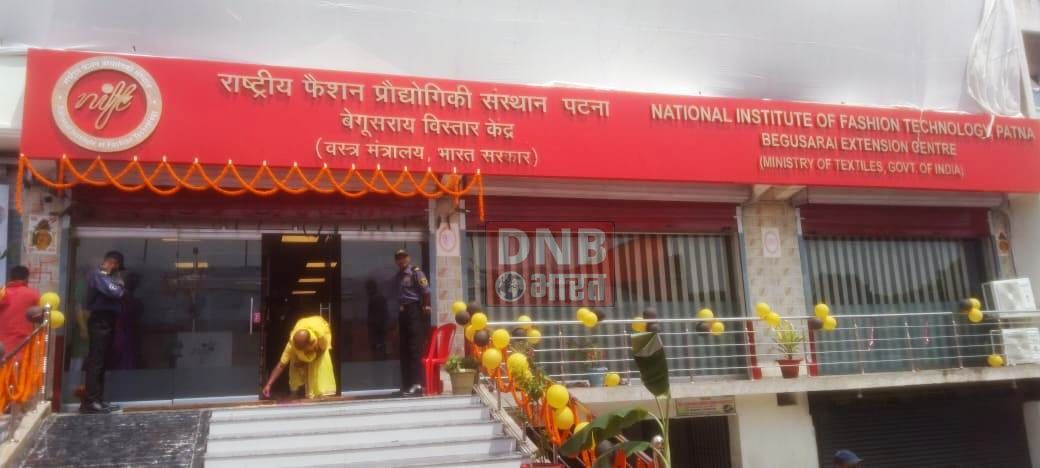 nift
राष्ट्रीय फैशन प्रौद्योगिकी संस्थान पटना
बेगूसराय विस्तार केंद्र
(वस्त्र मंत्रालय, भारत सरकार)
NATIONAL INSTITUTE OF FASHION TECHNOLOGY, PATNA
BEGUSARAI EXTENSION CENTRE
(MINISTRY OF TEXTILES, GOVT. OF INDIA)
DNB
भारत